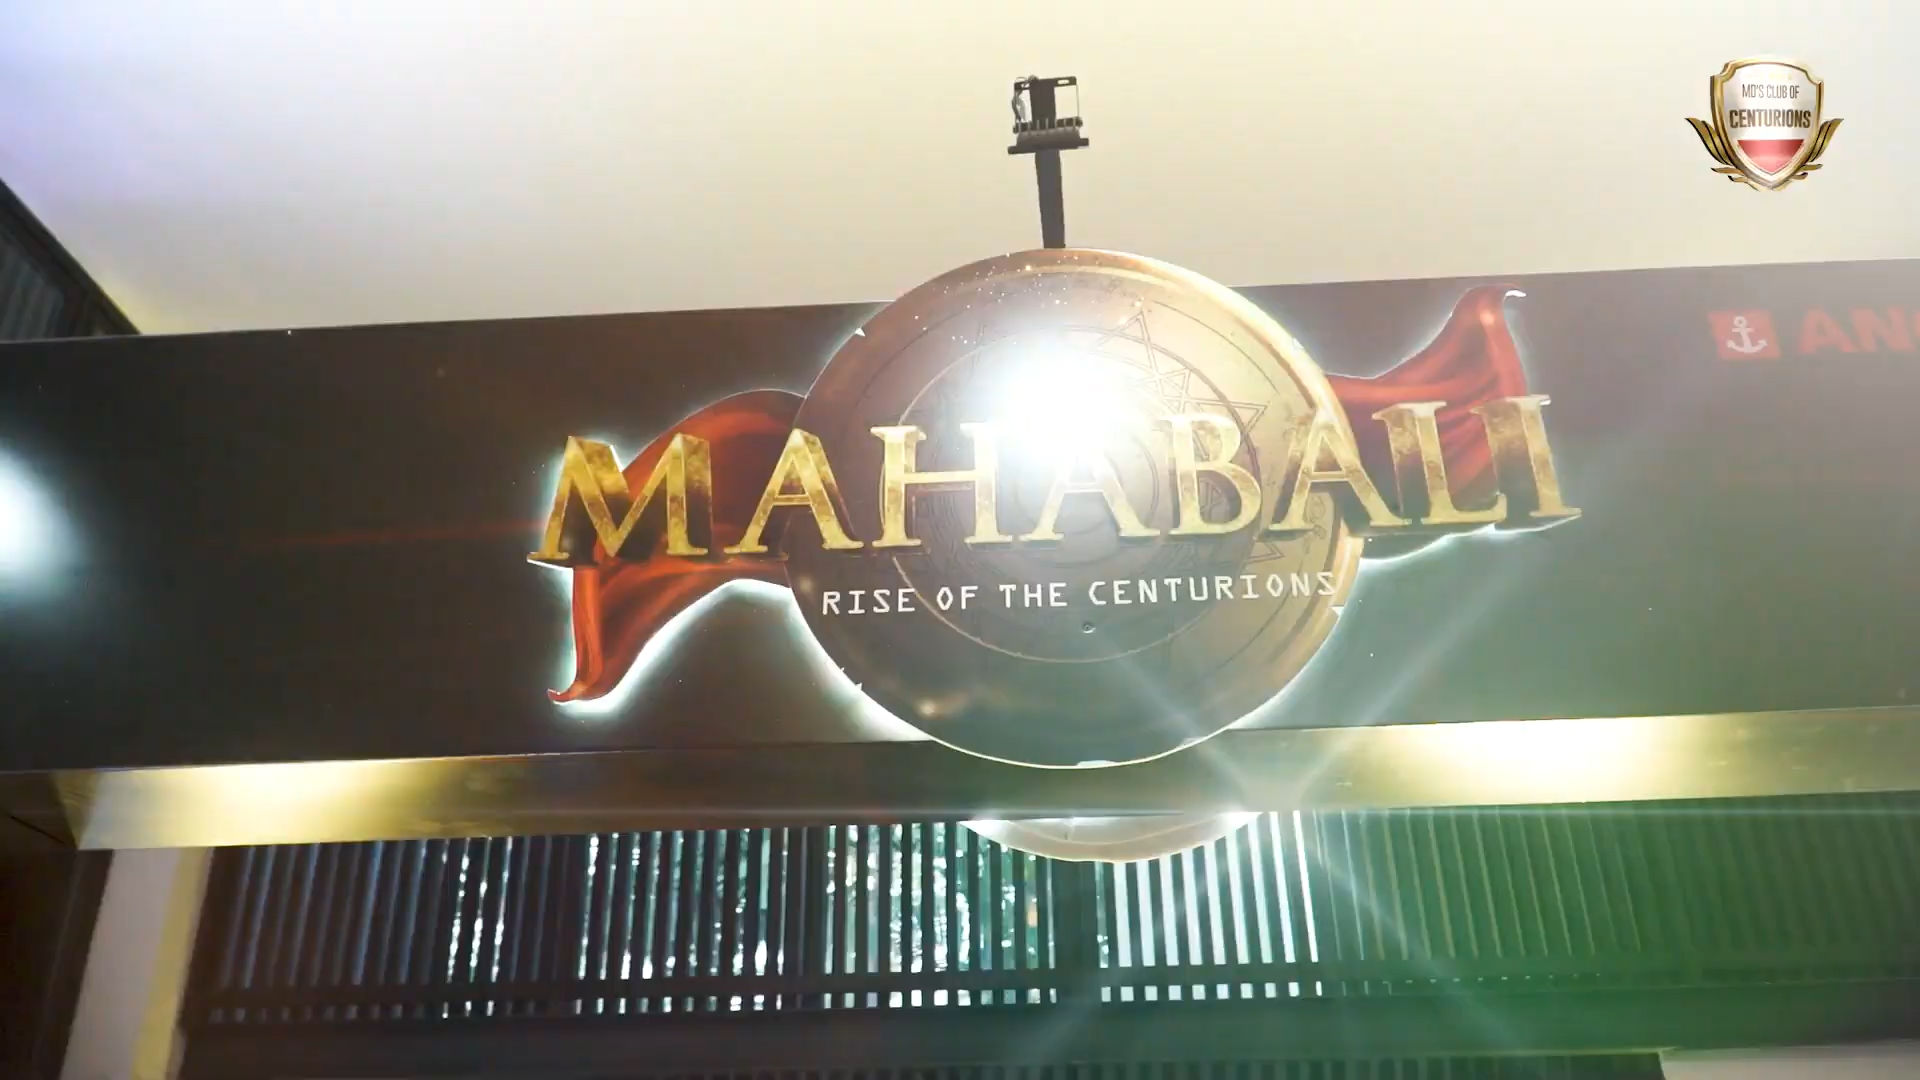 MD'S CLUB OF
CENTURIONS
MAHABALI
RISE OF THE CENTURIONS